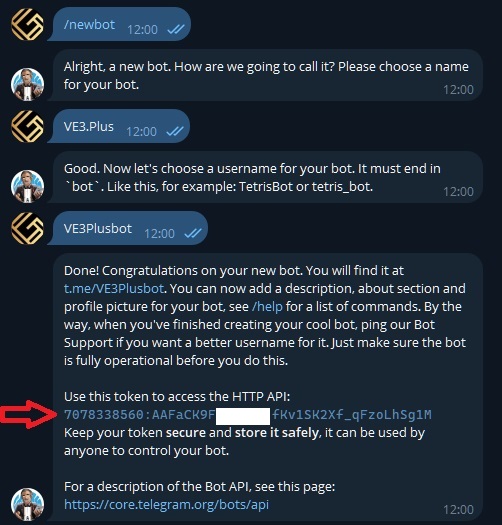 /newbot 12:00
Alright, a new bot. How are we going to call it? Please choose a name
for your bot. 12:00
VE3.Plus 12:00
Good. Now let's choose a username for your bot. It must end in
`bot`. Like this, for example: TetrisBot or tetris_bot. 12:00
VE3Plusbot 12:00
Done! Congratulations on your new bot. You will find it at
t.me/VE3Plusbot. You can now add a description, about section and
profile picture for your bot, see /help for a list of commands. By the
way, when you've finished creating your cool bot, ping our Bot
Support if you want a better username for it. Just make sure the bot
is fully operational before you do this.
Use this token to access the HTTP API:
7078338560:AAFaCK9F fKv1SK2Xf_qFzoLhSg1M
Keep your token secure and store it safely, it can be used by
anyone to control your bot.
For a description of the Bot API, see this page:
https://core.telegram.org/bots/api 12:00